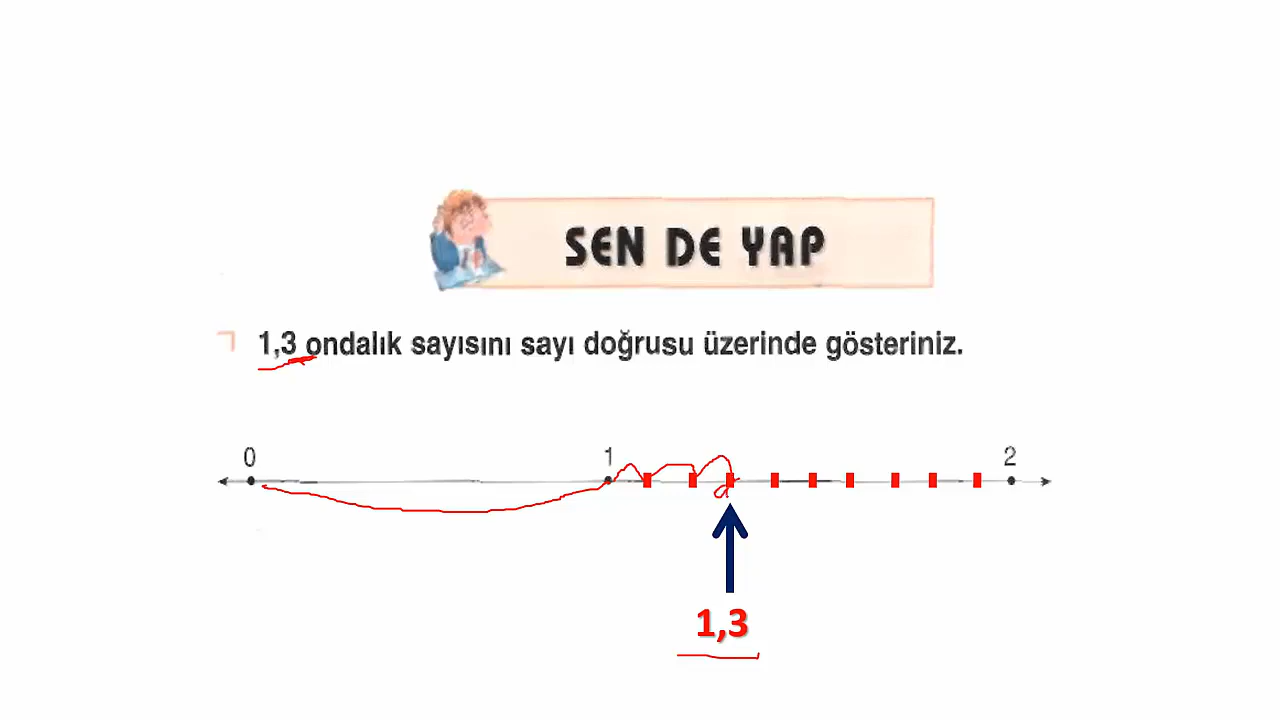 SEN DE YAP
1,3 ondalık sayısını sayı doğrusu üzerinde gösteriniz.
0 1 2
1,3